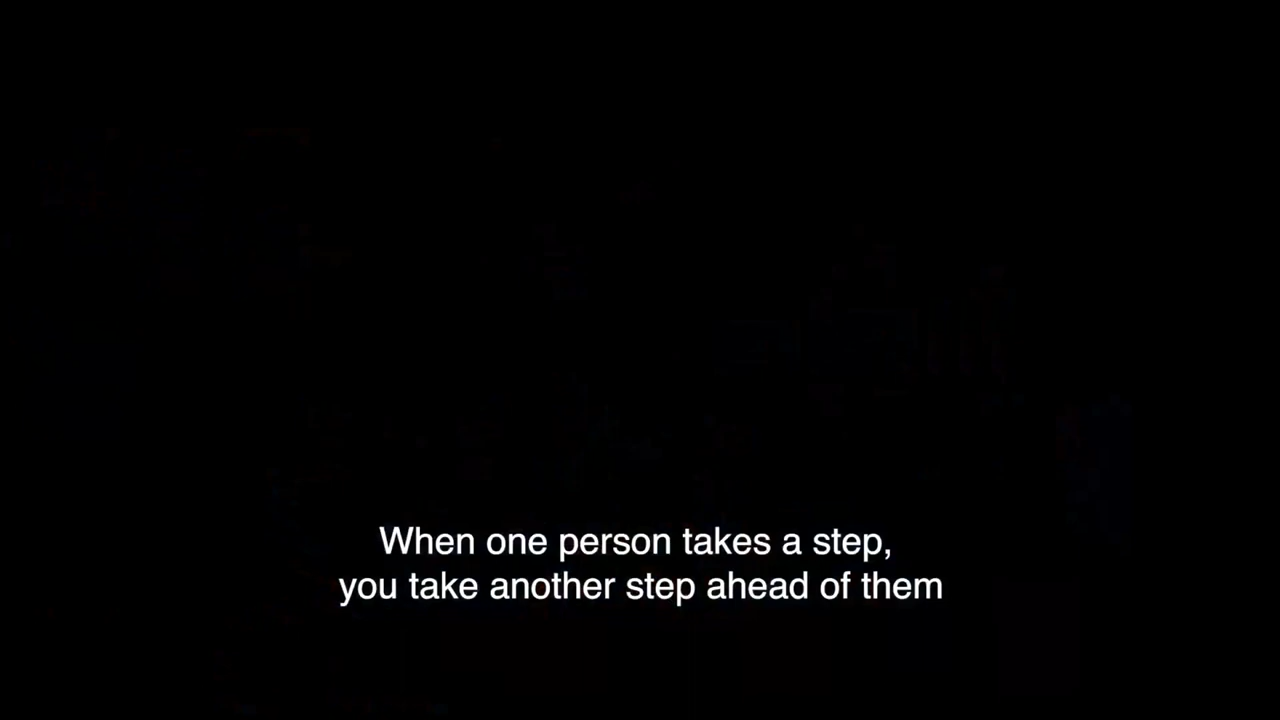 When one person takes a step,
you take another step ahead of them